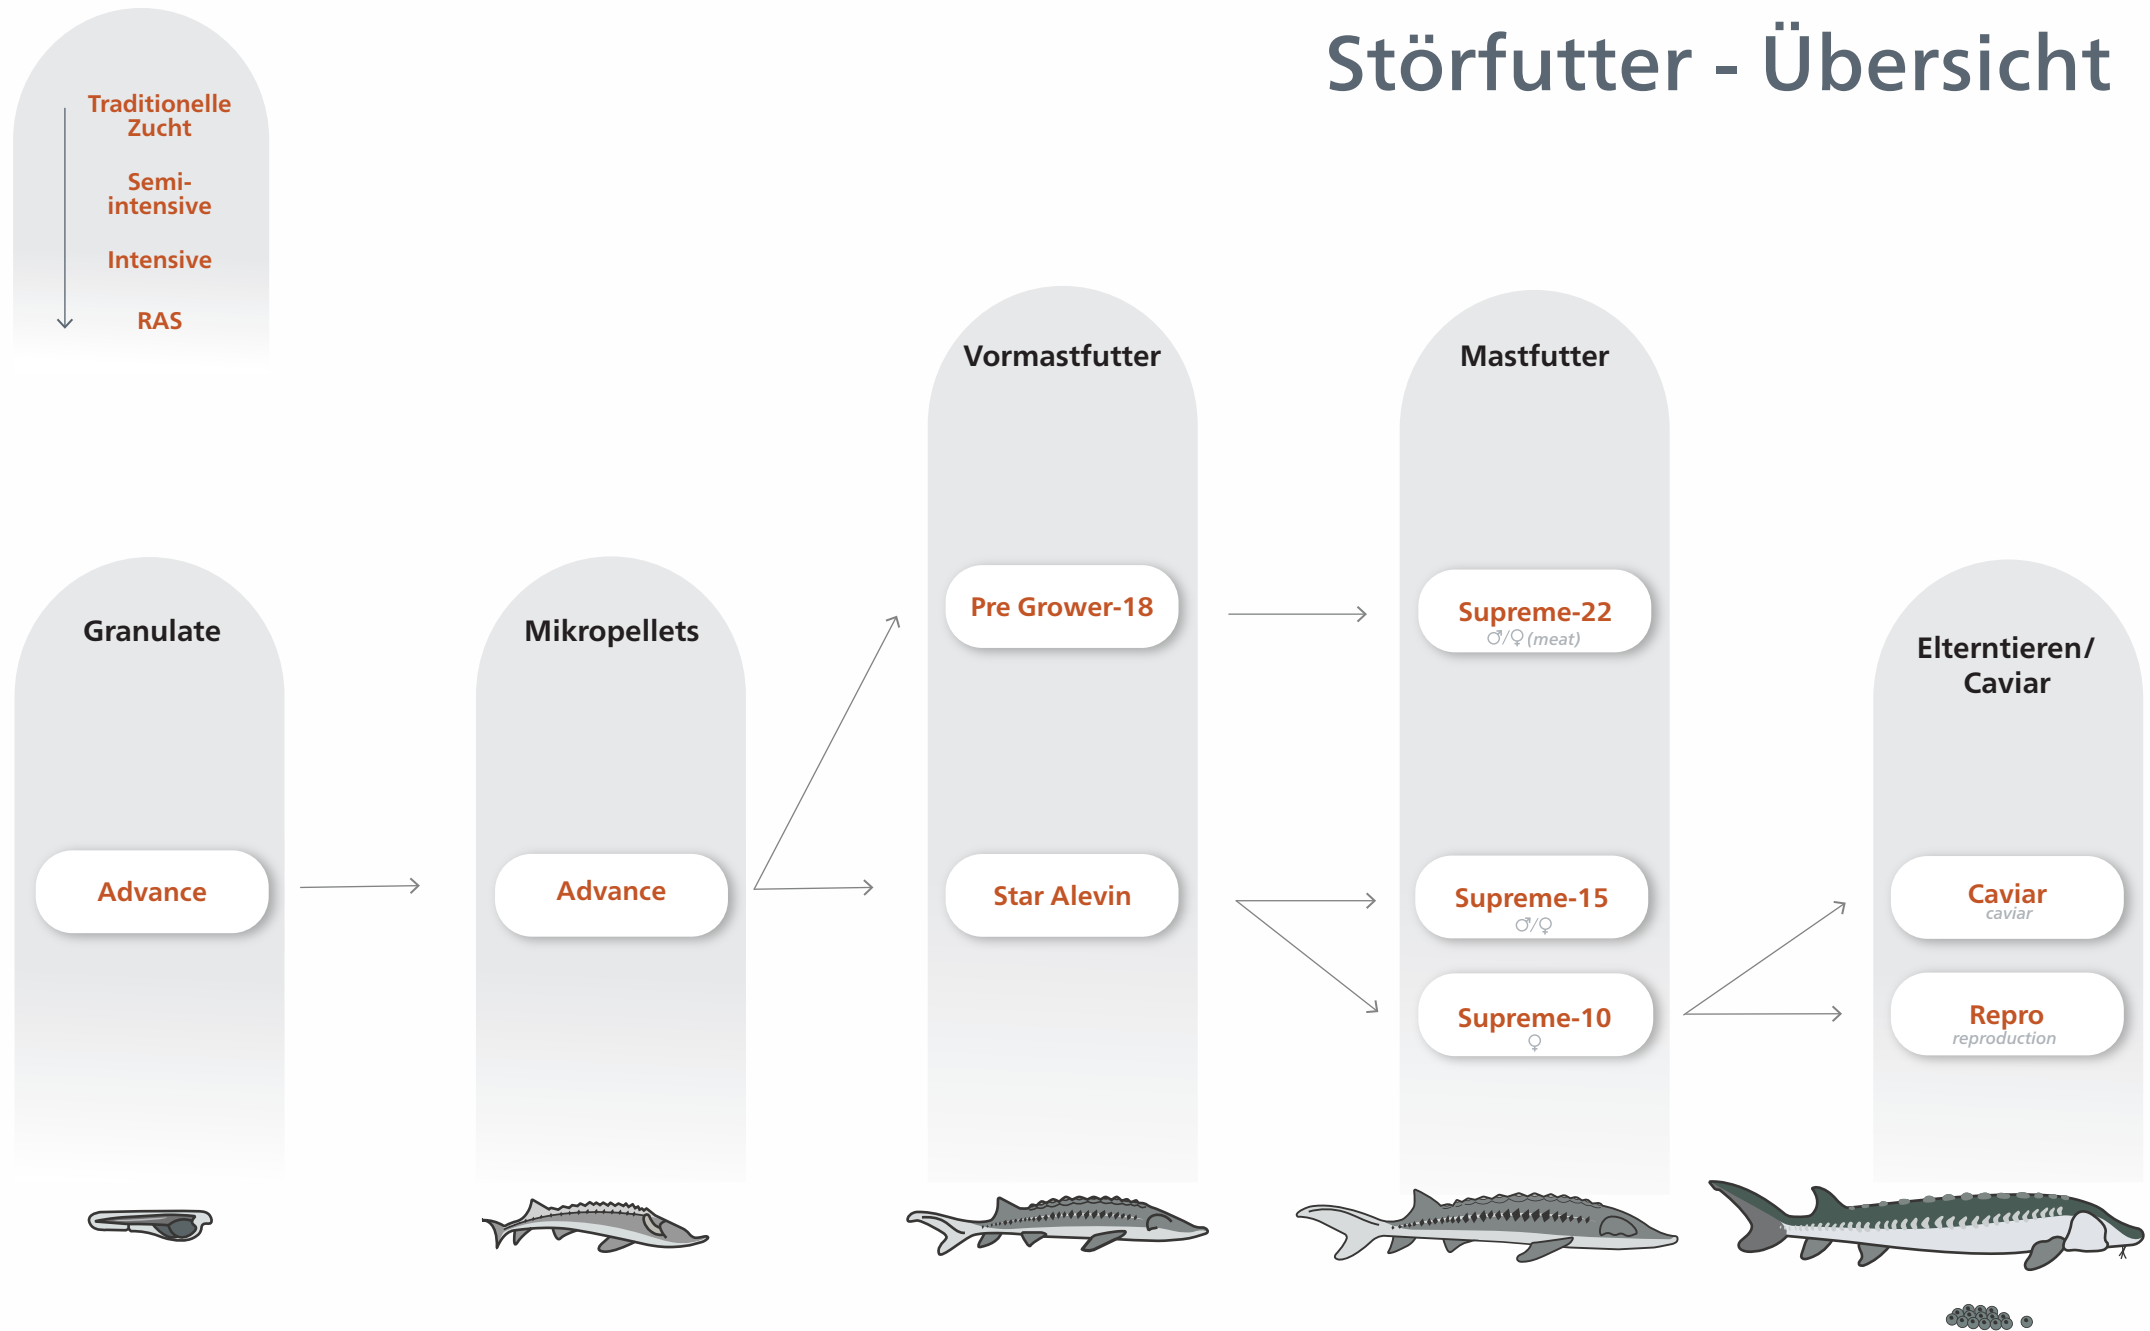 Störfutter - Übersicht
Traditionelle
Zucht
Semi-
intensive
Intensive
RAS
Granulate
Advance
Mikropellets
Advance
Vormastfutter
Pre Grower-18
Star Alevin
Mastfutter
Supreme-22
♂/♀ (meat)
Supreme-15
♂/♀
Supreme-10
♀
Elterntieren/
Caviar
Caviar
caviar
Repro
reproduction